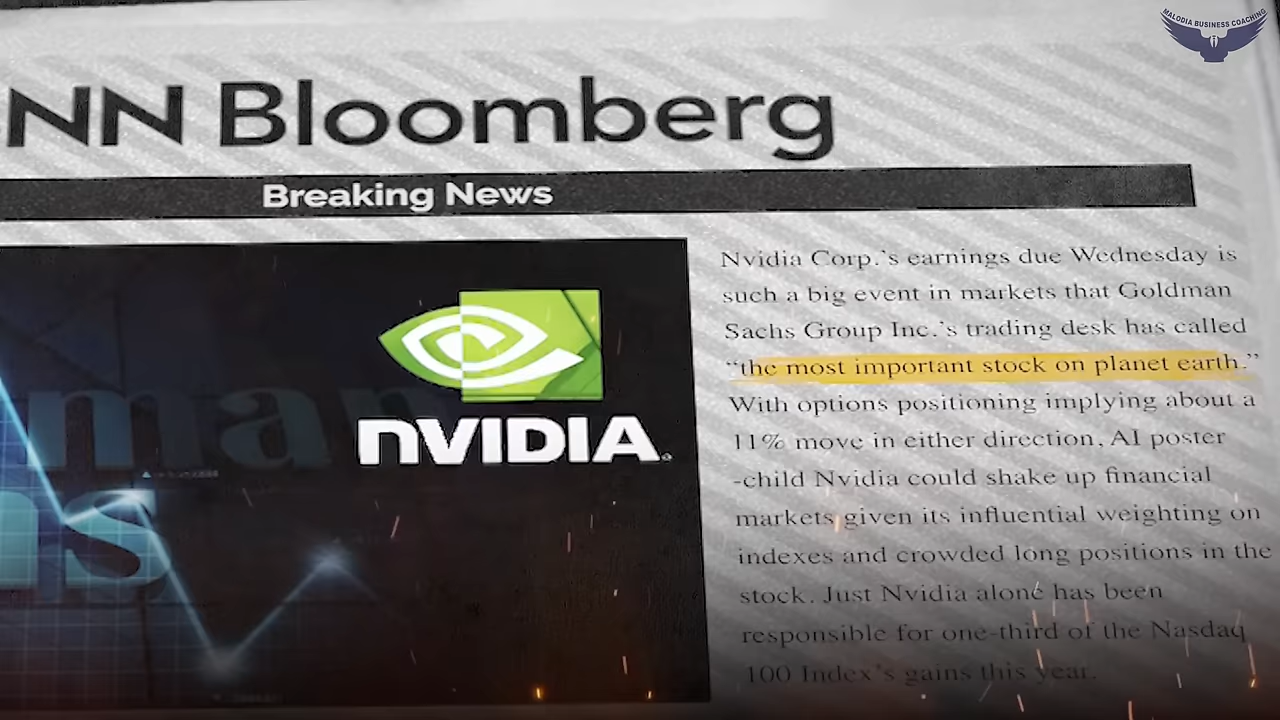 MALODIA BUSINESS COACHING
NN Bloomberg
Breaking News
man
ns
NVIDIA.
Nvidia Corp.'s earnings due Wednesday is
such a big event in markets that Goldman
Sachs Group Inc.'s trading desk has called
“the most important stock on planet earth.”
With options positioning implying about a
11% move in either direction, AI poster
-child Nvidia could shake up financial
markets given its influential weighting on
indexes and crowded long positions in the
stock. Just Nvidia alone has been
responsible for one-third of the Nasdaq
100 Index's gains this year.